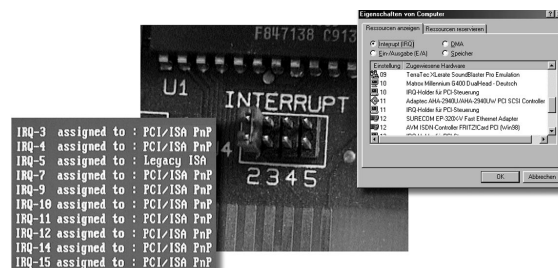 F847138 C913
U1
INTERRUPT
4
2345
IRQ-3 assigned to : PCI/ISA PnP
IRQ-4 assigned to : PCI/ISA PnP
IRQ-5 assigned to : Legacy ISA
IRQ-7 assigned to : PCI/ISA PnP
IRQ-9 assigned to : PCI/ISA PnP
IRQ-10 assigned to : PCI/ISA PnP
IRQ-11 assigned to : PCI/ISA PnP
IRQ-12 assigned to : PCI/ISA PnP
IRQ-14 assigned to : PCI/ISA PnP
IRQ-15 assigned to : PCI/ISA PnP
Eigenschaften von Computer
Ressourcen anzeigen Ressourcen reservieren
Interrupt (IRQ) DMA
Ein-/Ausgabe (E/A) Speicher
Einstellung Zugewiesene Hardware
09 TerraTec XLerate SoundBlaster Pro Emulation
10 Matrox Millennium G400 DualHead - Deutsch
10 IRQ-Holder für PCI-Steuerung
11 Adaptec AHA-2940U/AHA-2940UW PCI SCSI Controller
11 IRQ-Holder für PCI-Steuerung
12 SURECOM EP-320X-V Fast Ethernet Adapter
12 AVM ISDN-Controller FRITZ!Card PCI (Win98)
OK Abbrechen